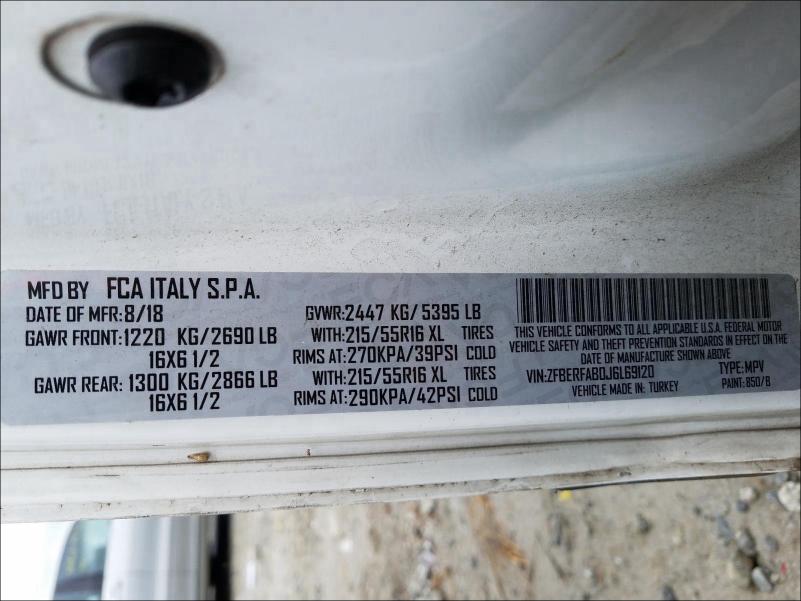 MFD BY FCA ITALY S.P.A.
DATE OF MFR:8/18 GVWR:2447 KG/5395 LB
GAWR FRONT:1220 KG/2690 LB WITH:215/55R16 XL TIRES
16X6 1/2 RIMS AT:270KPA/39PSI COLD
GAWR REAR: 1300 KG/2866 LB WITH:215/55R16 XL TIRES
16X6 1/2 RIMS AT:290KPA/42PSI COLD
THIS VEHICLE CONFORMS TO ALL APPLICABLE U.S.A. FEDERAL MOTOR
VEHICLE SAFETY AND THEFT PREVENTION STANDARDS IN EFFECT ON
THE DATE OF MANUFACTURE SHOWN ABOVE
VIN:ZFBERFAB0J6L69120 TYPE:MPV
VEHICLE MADE IN: TURKEY PAINT:850/B